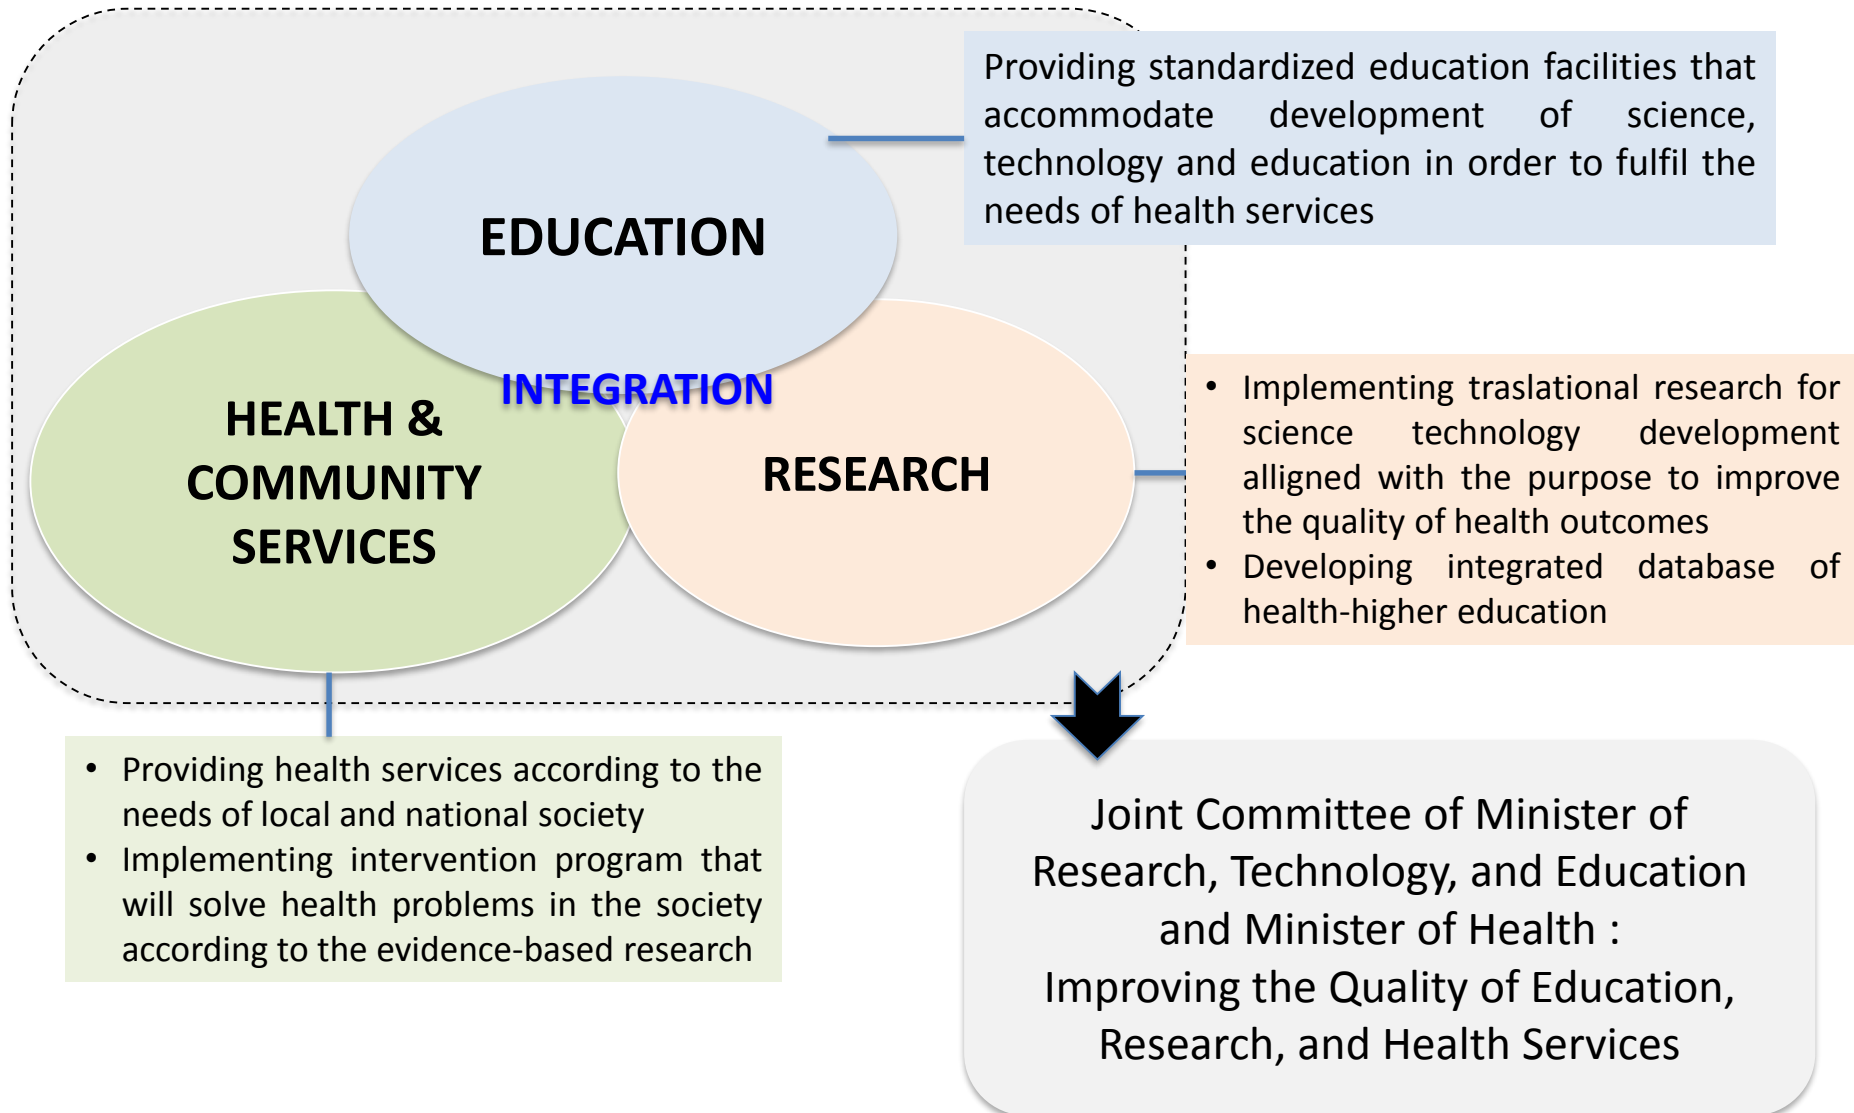 EDUCATION
Providing standardized education facilities that
accommodate development of science,
technology and education in order to fulfil the
needs of health services
INTEGRATION
HEALTH &
COMMUNITY
SERVICES
RESEARCH
• Implementing traslational research for
science technology development
alligned with the purpose to improve
the quality of health outcomes
• Developing integrated database of
health-higher education
• Providing health services according to the
needs of local and national society
• Implementing intervention program that
will solve health problems in the society
according to the evidence-based research
Joint Committee of Minister of
Research, Technology, and Education
and Minister of Health :
Improving the Quality of Education,
Research, and Health Services